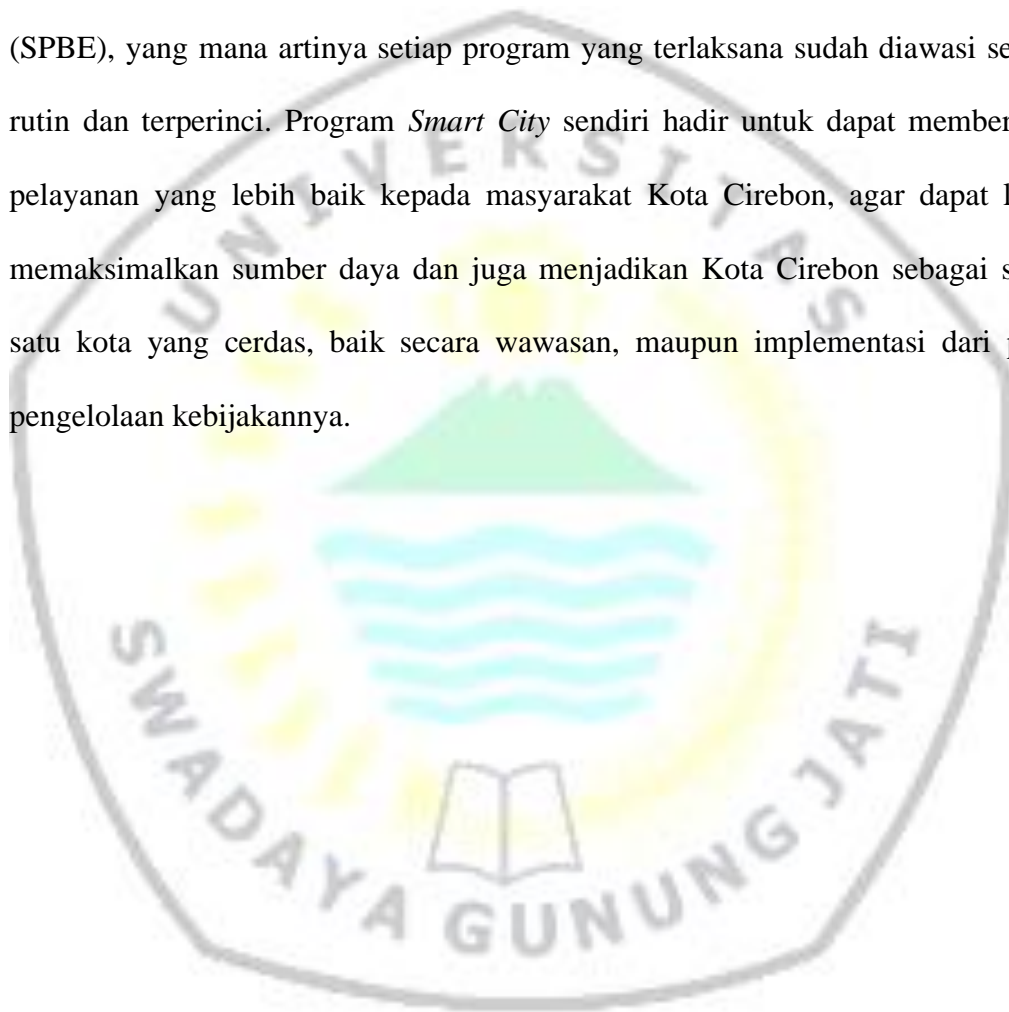 (SPBE), yang mana artinya setiap program yang terlaksana sudah diawasi se
rutin dan terperinci. Program Smart City sendiri hadir untuk dapat member
pelayanan yang lebih baik kepada masyarakat Kota Cirebon, agar dapat l
memaksimalkan sumber daya dan juga menjadikan Kota Cirebon sebagai s
satu kota yang cerdas, baik secara wawasan, maupun implementasi dari p
pengelolaan kebijakannya.
UNIVERSITAS
SWADAYA GUNUNG JATI